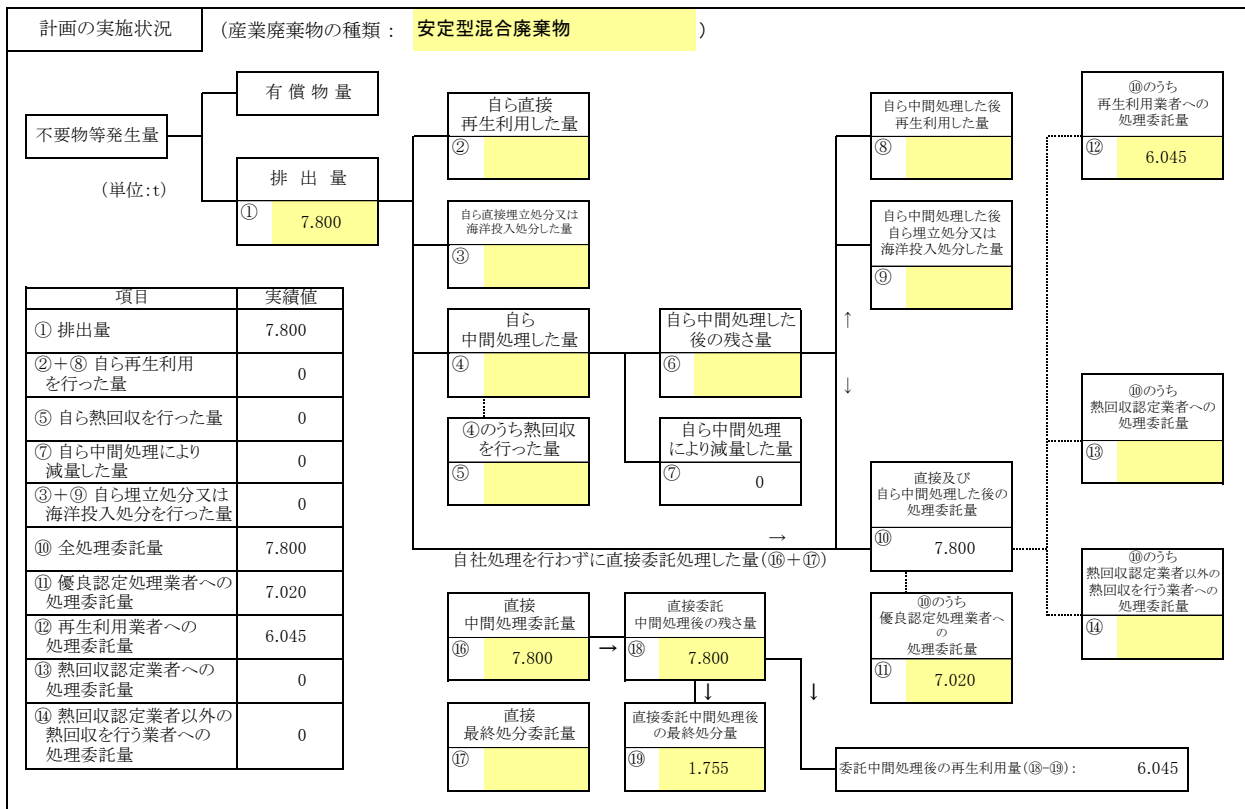 計画の実施状況
(産業廃棄物の種類： 安定型混合廃棄物 )
不要物等発生量
(単位:t)
有 償 物 量
排 出 量
① 7.800
自ら直接
再生利用した量
②
自ら直接埋立処分又は
海洋投入処分した量
③
自ら
中間処理した量
④
④のうち熱回収
を行った量
⑤
自ら中間処理した
後の残さ量
⑥
自ら中間処理
により減量した量
⑦ 0
自ら中間処理した後
再生利用した量
⑧
自ら中間処理した後
自ら埋立処分又は
海洋投入処分した量
⑨
↑
↓
直接及び
自ら中間処理した後の
処理委託量
⑩ 7.800
⑩のうち
優良認定処理業者へ
の
処理委託量
⑪ 7.020
⑩のうち
再生利用業者への
処理委託量
⑫ 6.045
⑩のうち
熱回収認定業者への
処理委託量
⑬
⑩のうち
熱回収認定業者以外の
熱回収を行う業者への
処理委託量
⑭
→
自社処理を行わずに直接委託処理した量(⑯+⑰)
直接
中間処理委託量
⑯ 7.800
→
直接委託
中間処理後の残さ量
⑱ 7.800
↓
↓
直接
最終処分委託量
⑰
直接委託中間処理後
の最終処分量
⑲ 1.755
委託中間処理後の再生利用量(⑱-⑲)： 6.045
項目 実績値
① 排出量 7.800
②+⑧ 自ら再生利用
を行った量 0
⑤ 自ら熱回収を行った量 0
⑦ 自ら中間処理により
減量した量 0
③+⑨ 自ら埋立処分又は
海洋投入処分を行った量 0
⑩ 全処理委託量 7.800
⑪ 優良認定処理業者への
処理委託量 7.020
⑫ 再生利用業者への
処理委託量 6.045
⑬ 熱回収認定業者への
処理委託量 0
⑭ 熱回収認定業者以外の
熱回収を行う業者への
処理委託量 0